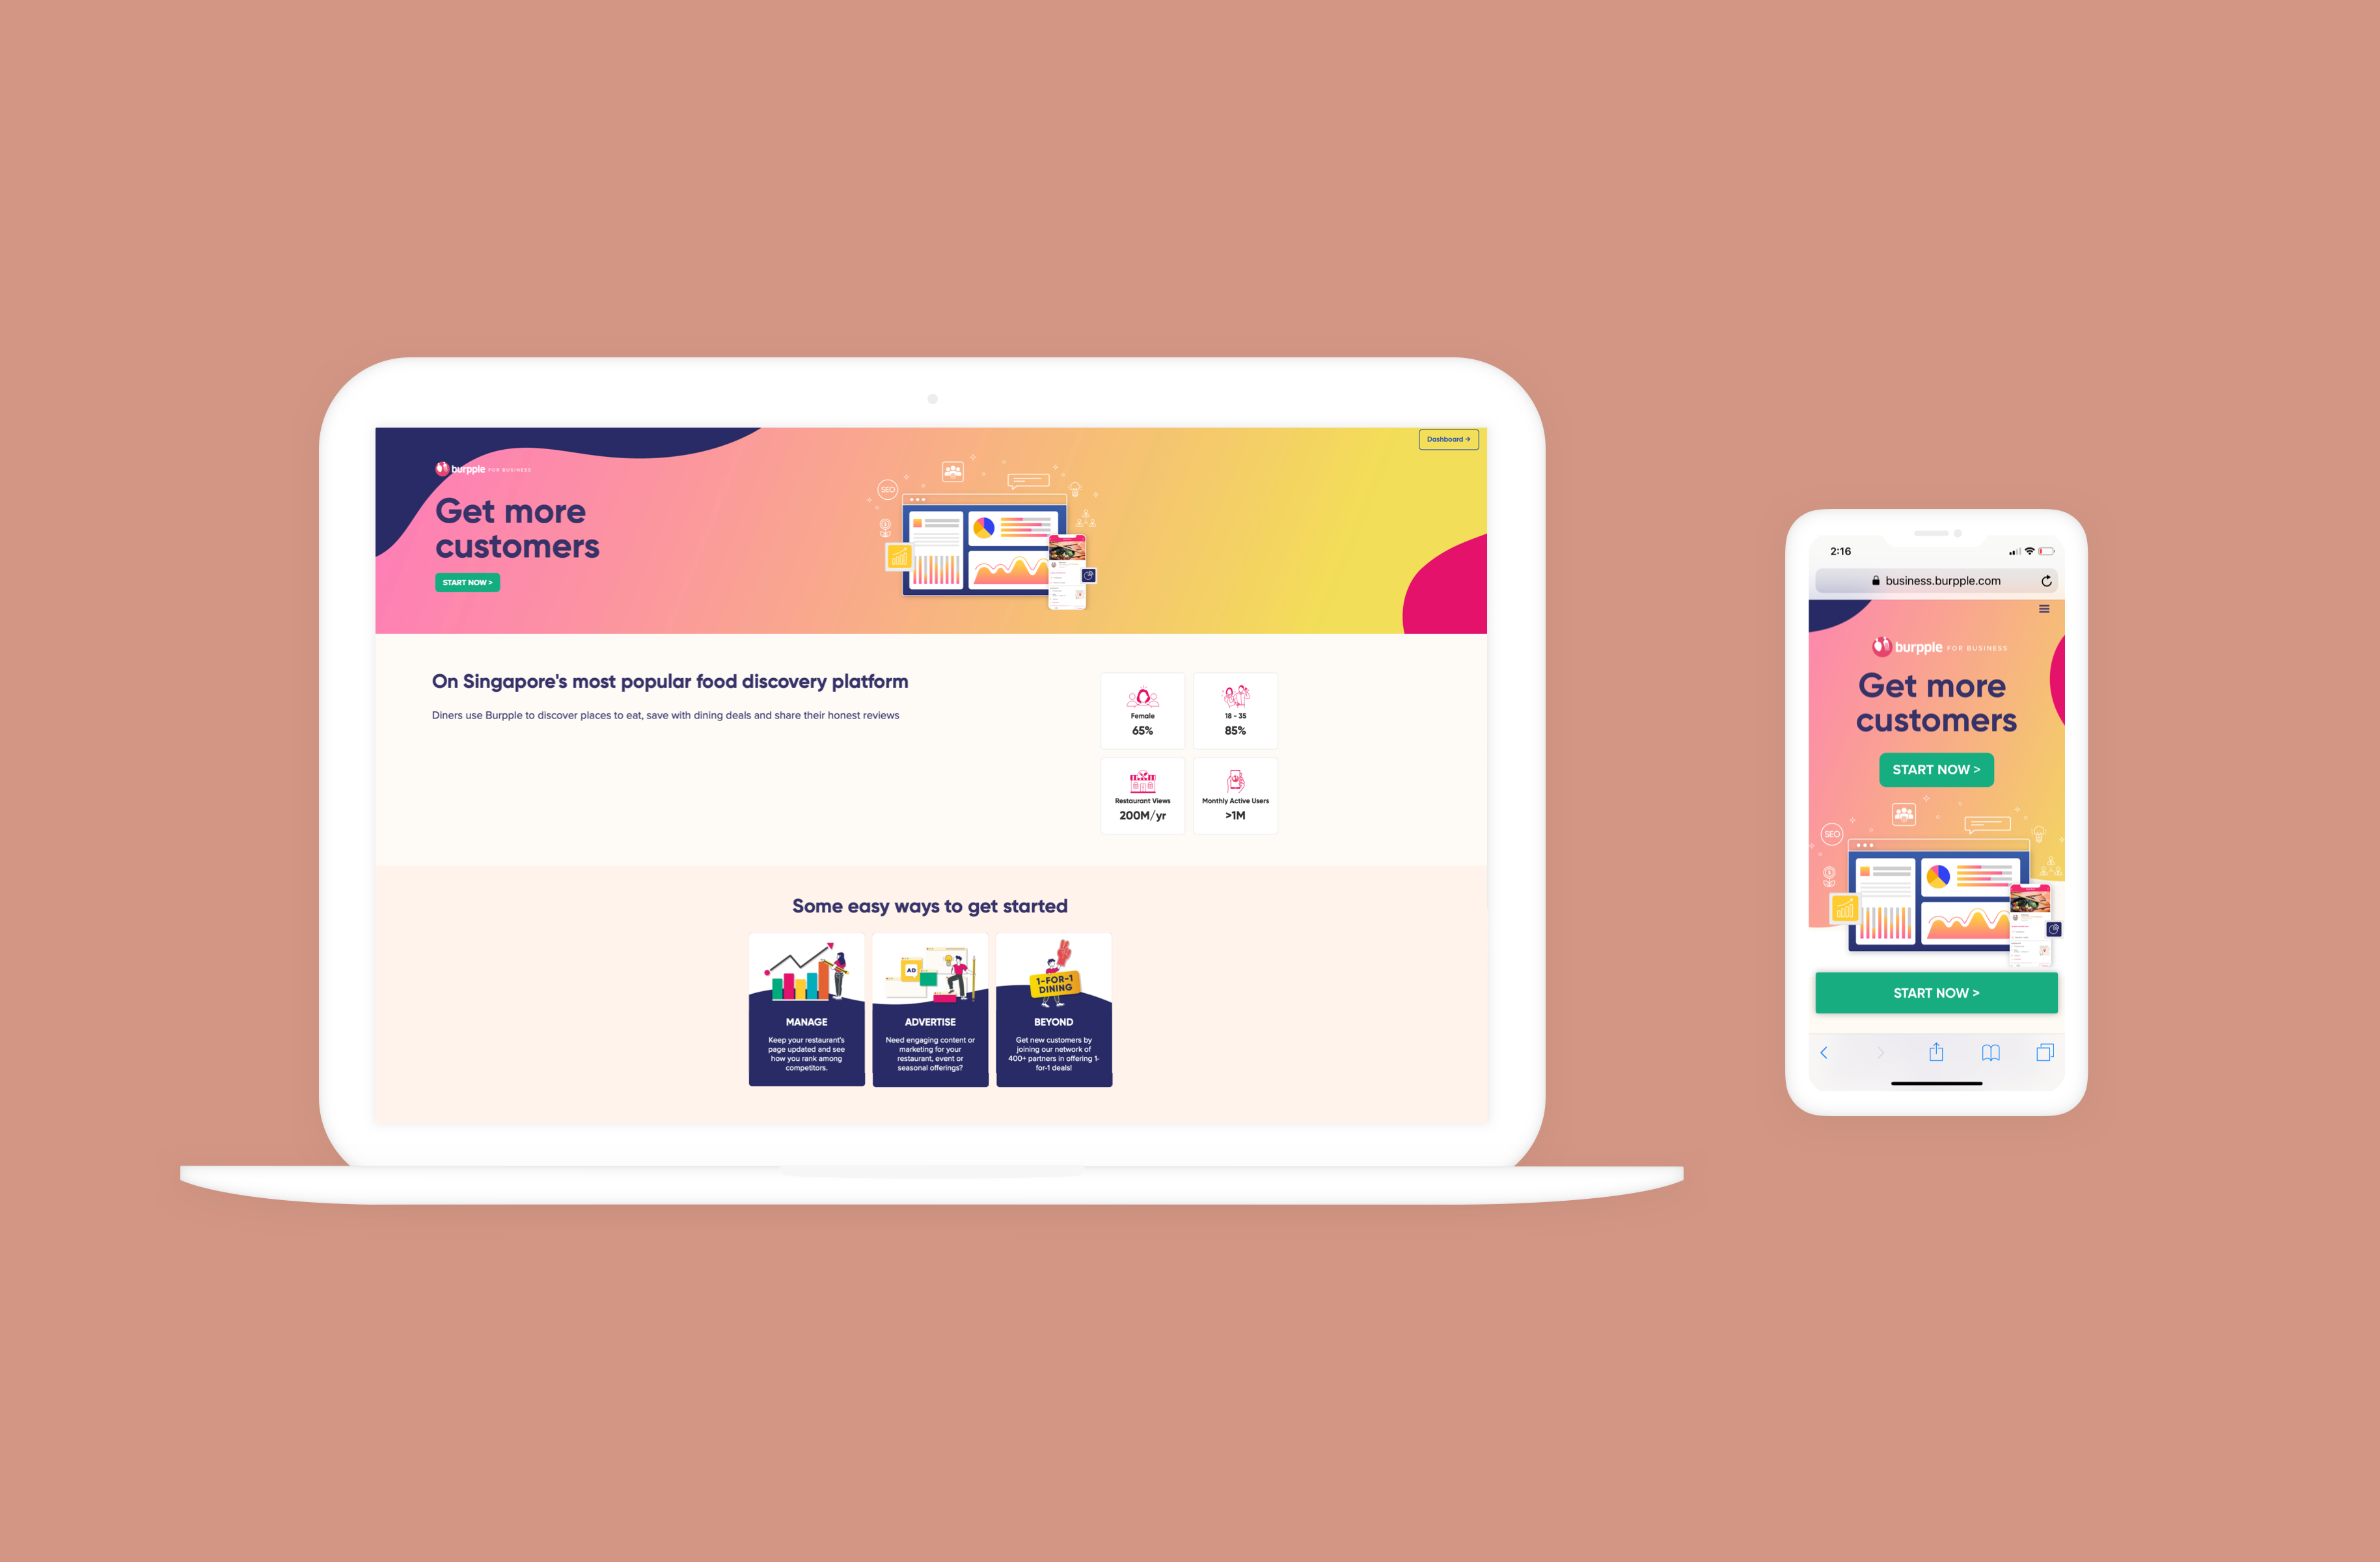 Dashboard →
burpple FOR BUSINESS
Get more
customers
START NOW >
SEO
On Singapore's most popular food discovery platform
Diners use Burpple to discover places to eat, save with dining deals and share their honest reviews
Female
65%
18 - 35
85%
Restaurant Views
200M/yr
Monthly Active Users
>1M
Some easy ways to get started
AD
1-FOR-1
DINING
MANAGE
Keep your restaurant's
page updated and see
how you rank among
competitors.
ADVERTISE
Need engaging content or
marketing for your
restaurant, event or
seasonal offerings?
BEYOND
Get new customers by
joining our network of
400+ partners in offering 1-
for-1 deals!
2:16
business.burpple.com
burpple FOR BUSINESS
Get more
customers
START NOW >
SEO
START NOW >